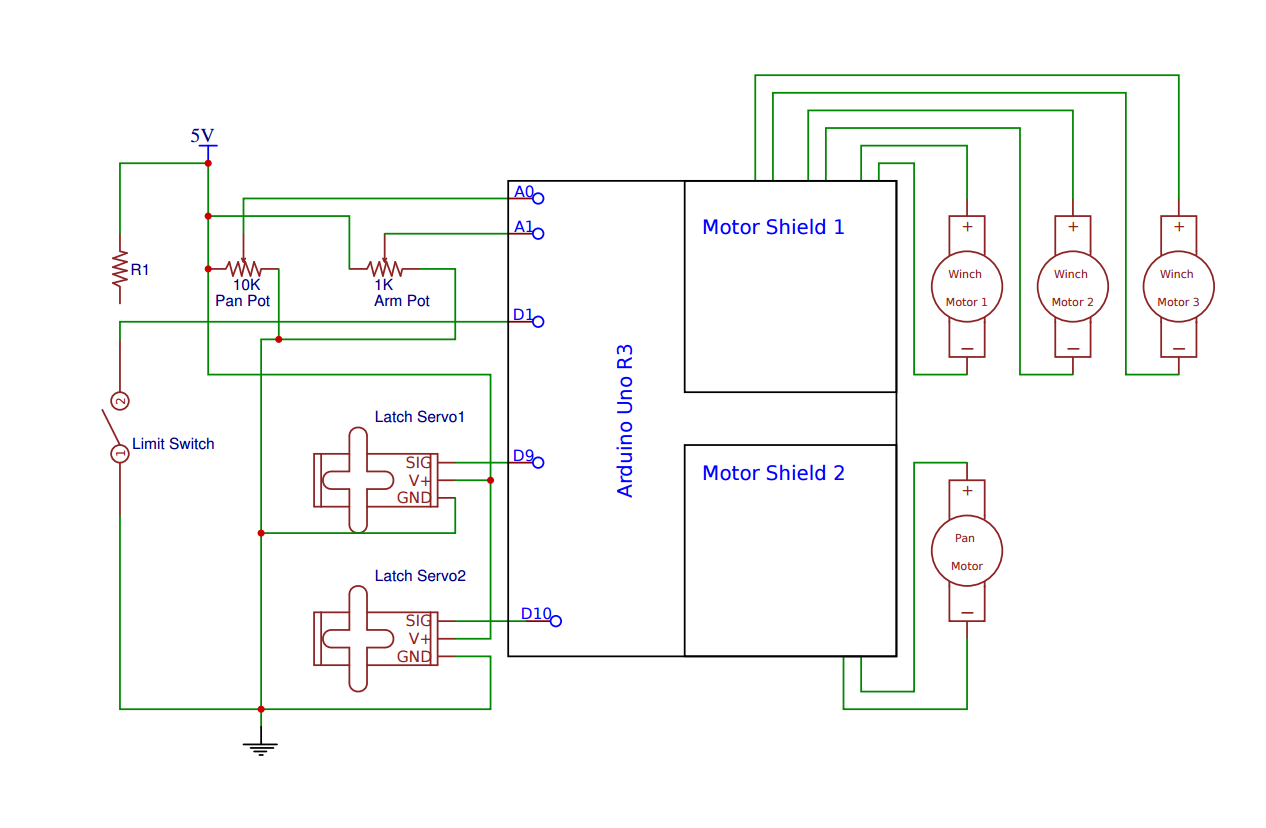 5V
A0
Motor Shield 1
A1
+
+
+
R1
10K
Pan Pot
1K
Arm Pot
Winch
Motor 1
Winch
Motor 2
Winch
Motor 3
D1
−
−
−
Arduino Uno R3
2
Limit Switch
1
Latch Servo1
SIG
V+
GND
D9
Motor Shield 2
+
Pan
Motor
−
Latch Servo2
SIG
V+
GND
D10